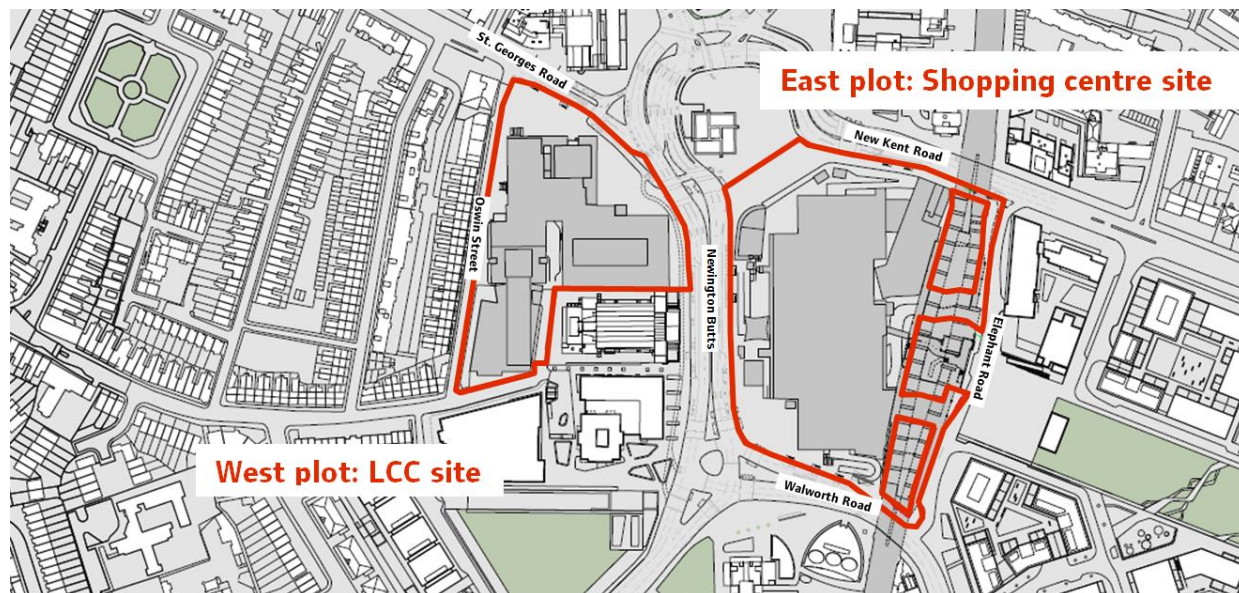 St. Georges Road
East plot: Shopping centre site
New Kent Road
Oswin Street
Newington Butts
Elephant Road
West plot: LCC site
Walworth Road